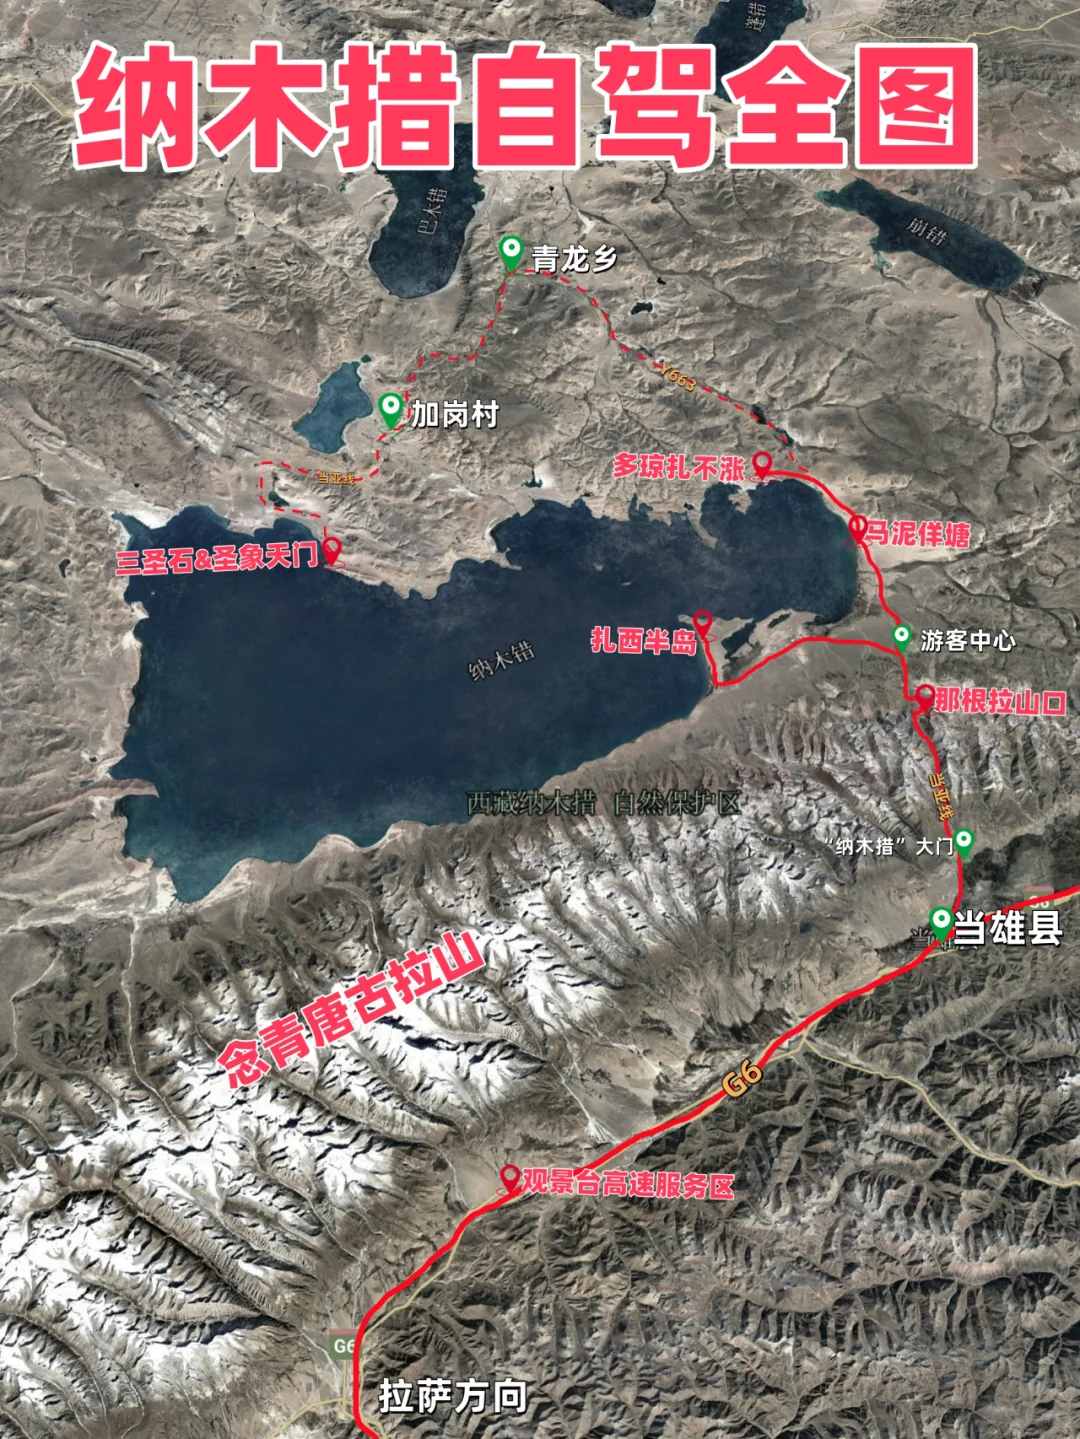 蓬错
纳木措自驾全图
巴木错
崩错
青龙乡
Y663
加岗村
多琼扎不涨
当亚线
马泥佯塘
三圣石&圣象天门
扎西半岛
游客中心
纳木错
那根拉山口
当亚线
西藏纳木措 自然保护区
“纳木措”大门
G6
当雄县
念青唐古拉山
G6
观景台高速服务区
G6
拉萨方向